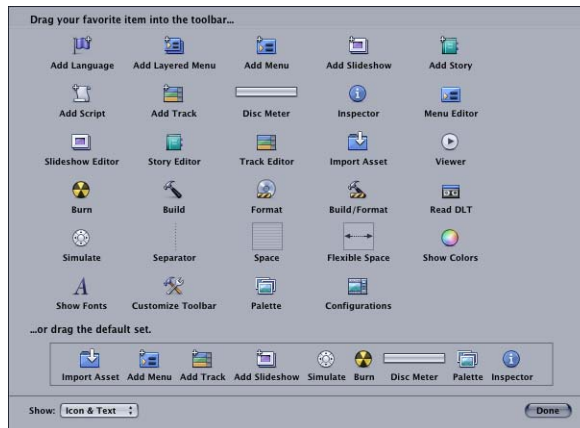 Drag your favorite item into the toolbar...
Add Language Add Layered Menu Add Menu Add Slideshow Add Story
Add Script Add Track Disc Meter Inspector Menu Editor
Slideshow Editor Story Editor Track Editor Import Asset Viewer
Burn Build Format Build/Format Read DLT
Simulate Separator Space Flexible Space Show Colors
Show Fonts Customize Toolbar Palette Configurations
...or drag the default set.
Import Asset Add Menu Add Track Add Slideshow Simulate Burn Disc Meter Palette Inspector
Show: Icon & Text Done